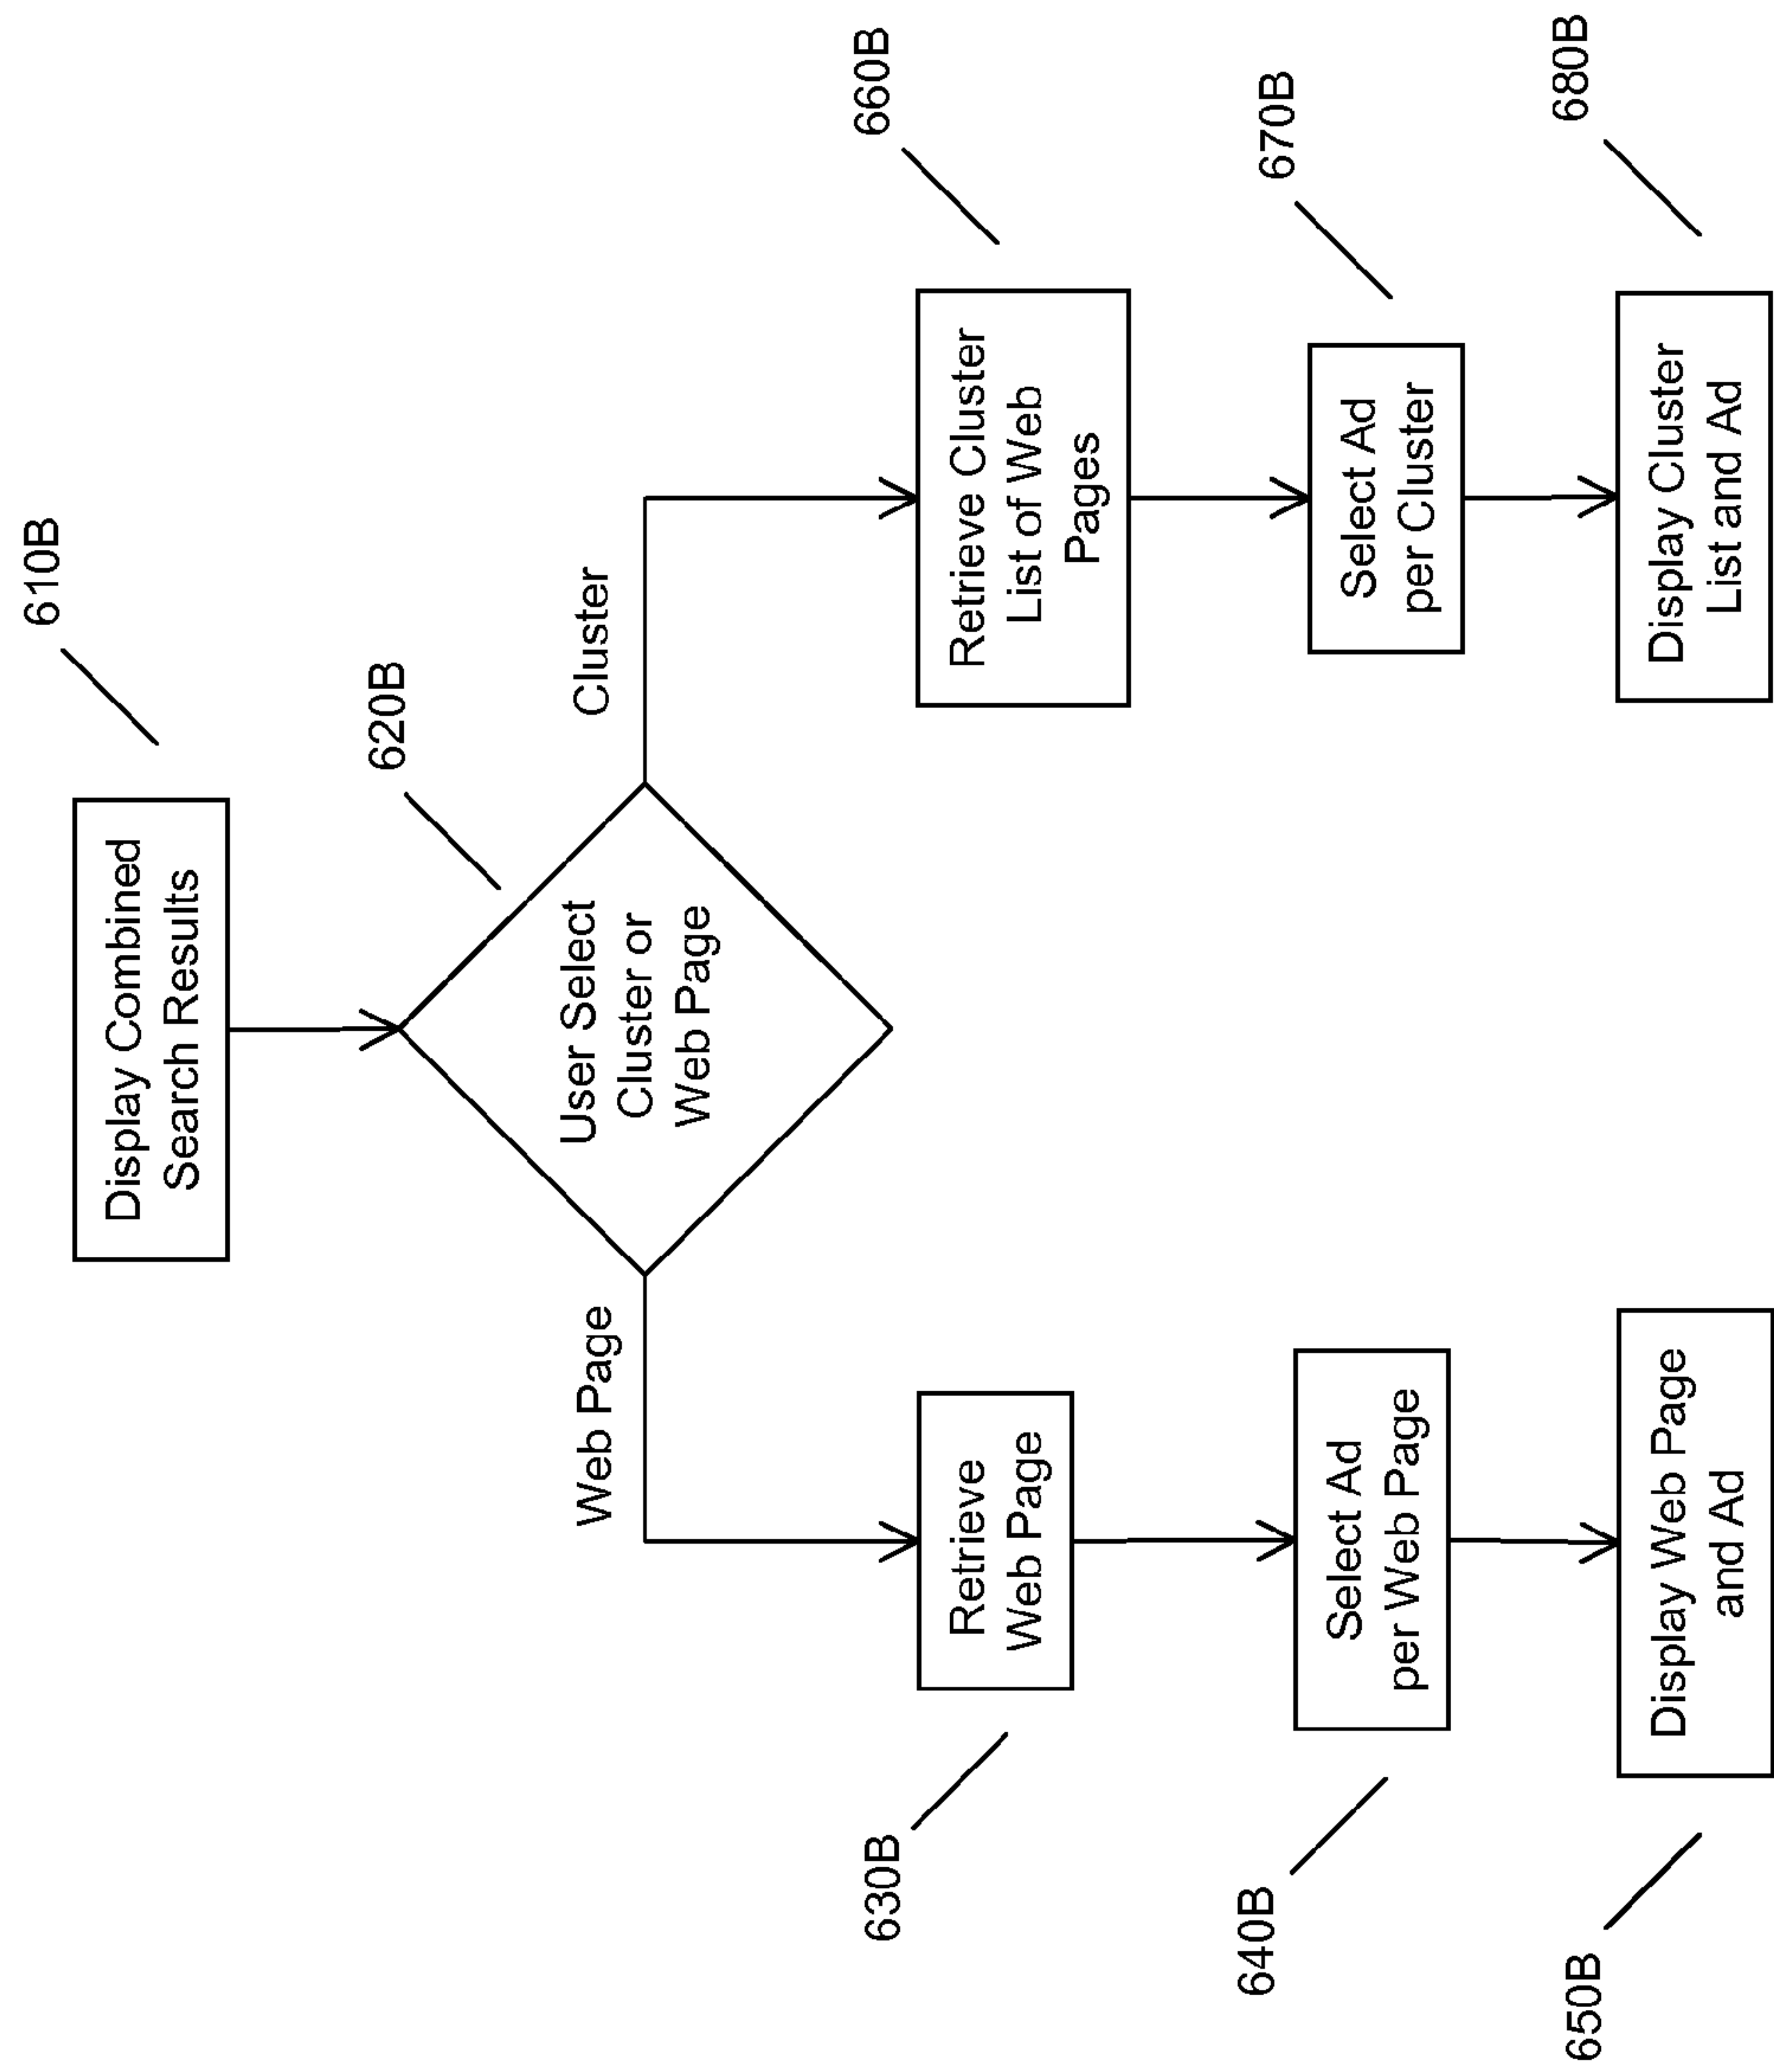 610B
Display Combined
Search Results
620B
User Select
Cluster or
Web Page
Web Page
Cluster
630B
Retrieve
Web Page
660B
Retrieve Cluster
List of Web
Pages
640B
Select Ad
per Web Page
670B
Select Ad
per Cluster
650B
Display Web Page
and Ad
680B
Display Cluster
List and Ad